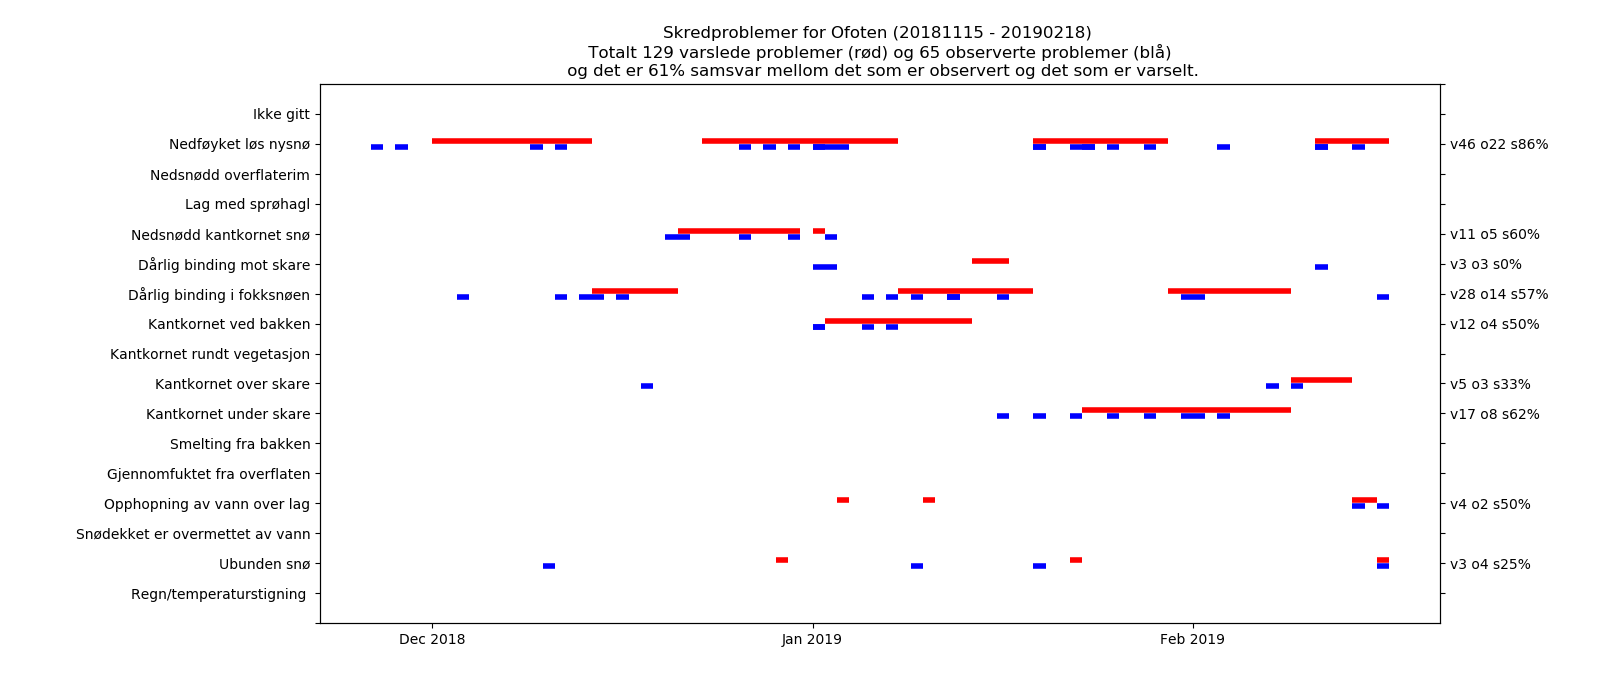 Skredproblemer for Ofoten (20181115 - 20190218)
Totalt 129 varslede problemer (rød) og 65 observerte problemer (blå)
og det er 61% samsvar mellom det som er observert og det som er varselt.
Ikke gitt
Nedføyket løs nysnø v46 o22 s86%
Nedsnødd overflaterim
Lag med sprøhagl
Nedsnødd kantkornet snø v11 o5 s60%
Dårlig binding mot skare v3 o3 s0%
Dårlig binding i fokksnøen v28 o14 s57%
Kantkornet ved bakken v12 o4 s50%
Kantkornet rundt vegetasjon
Kantkornet over skare v5 o3 s33%
Kantkornet under skare v17 o8 s62%
Smelting fra bakken
Gjennomfuktet fra overflaten
Opphopning av vann over lag v4 o2 s50%
Snødekket er overmettet av vann
Ubunden snø v3 o4 s25%
Regn/temperaturstigning
Dec 2018 Jan 2019 Feb 2019